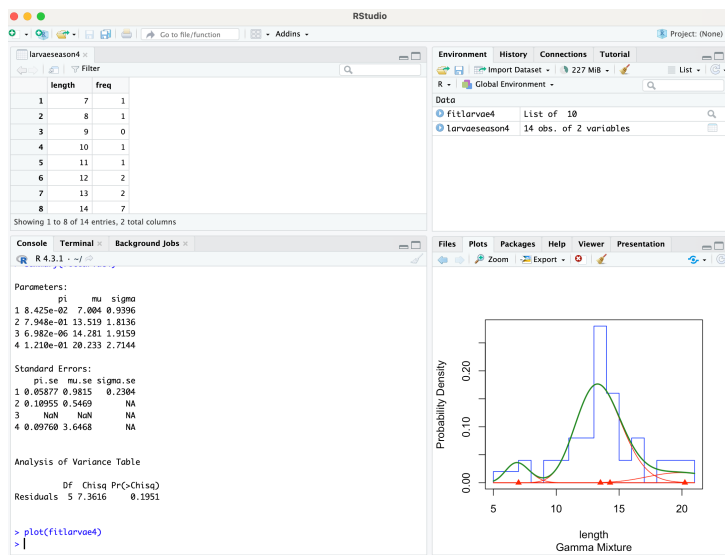 RStudio
Go to file/function
Addins
Project: (None)
larvaeseason4
Filter
length freq
1 7 1
2 8 1
3 9 0
4 10 1
5 11 1
6 12 2
7 13 2
8 14 7
Showing 1 to 8 of 14 entries, 2 total columns
Environment History Connections Tutorial
Import Dataset 227 MiB List
R Global Environment
Data
fitlarvae4 List of 10
larvaeseason4 14 obs. of 2 variables
Console Terminal Background Jobs
R 4.3.1 · ~/
Parameters:
pi mu sigma
1 8.425e-02 7.004 0.9396
2 7.948e-01 13.519 1.8136
3 6.982e-06 14.281 1.9159
4 1.210e-01 20.233 2.7144
Standard Errors:
pi.se mu.se sigma.se
1 0.05877 0.9815 0.2304
2 0.10955 0.5469 NA
3 NaN NaN NA
4 0.09760 3.6468 NA
Analysis of Variance Table
Df Chisq Pr(>Chisq)
Residuals 5 7.3616 0.1951
> plot(fitlarvae4)
>
Files Plots Packages Help Viewer Presentation
Zoom Export
Probability Density
0.00 0.10 0.20
5 10 15 20
length
Gamma Mixture